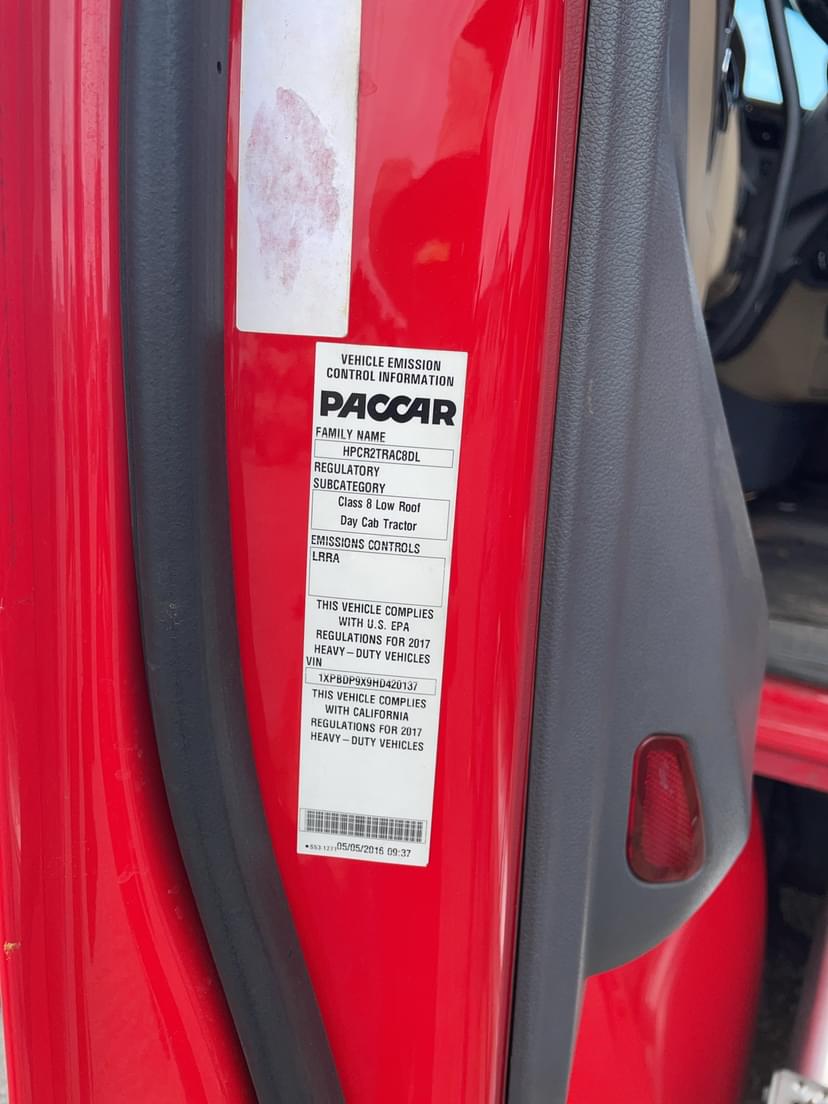 VEHICLE EMISSION
CONTROL INFORMATION
PACCAR
FAMILY NAME
HPCR2TRAC8DL
REGULATORY
SUBCATEGORY
Class 8 Low Roof
Day Cab Tractor
EMISSIONS CONTROLS
LRRA
THIS VEHICLE COMPLIES
WITH U.S. EPA
REGULATIONS FOR 2017
HEAVY-DUTY VEHICLES
VIN
1XPBDP9X9HD420137
THIS VEHICLE COMPLIES
WITH CALIFORNIA
REGULATIONS FOR 2017
HEAVY-DUTY VEHICLES
05/05/2016 09:37